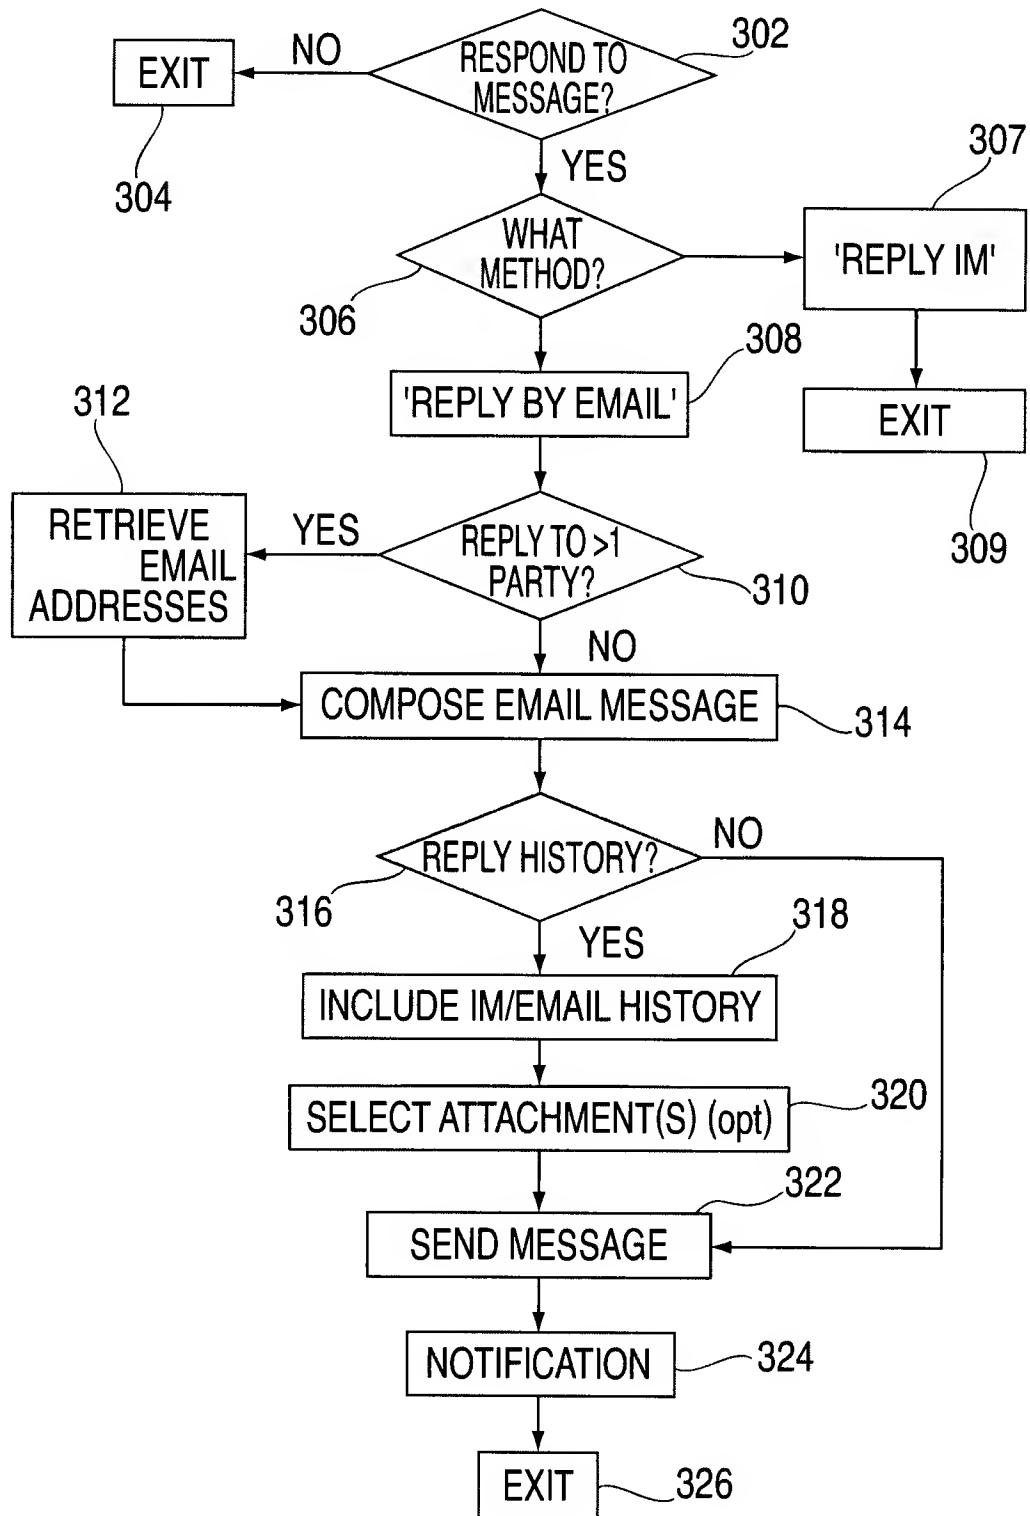 302
NO
RESPOND TO
MESSAGE?
EXIT
304
YES
307
WHAT
METHOD?
'REPLY IM'
306
308
312
'REPLY BY EMAIL'
EXIT
309
RETRIEVE
EMAIL
ADDRESSES
YES
REPLY TO >1
PARTY?
310
NO
COMPOSE EMAIL MESSAGE
314
REPLY HISTORY?
NO
316
YES
318
INCLUDE IM/EMAIL HISTORY
SELECT ATTACHMENT(S) (opt)
320
322
SEND MESSAGE
NOTIFICATION
324
EXIT
326